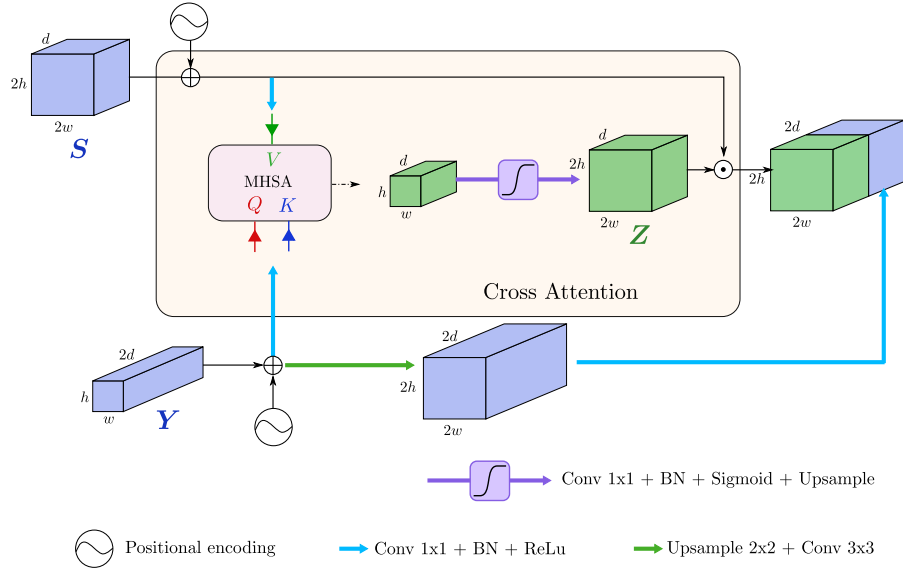 d
2h
2w
S
V
MHSA
Q K
d
h
w
d
2h
2w
Z
2d
2h
2w
Cross Attention
2d
h
w
Y
2d
2h
2w
Conv 1x1 + BN + Sigmoid + Upsample
Positional encoding
Conv 1x1 + BN + ReLu
Upsample 2x2 + Conv 3x3